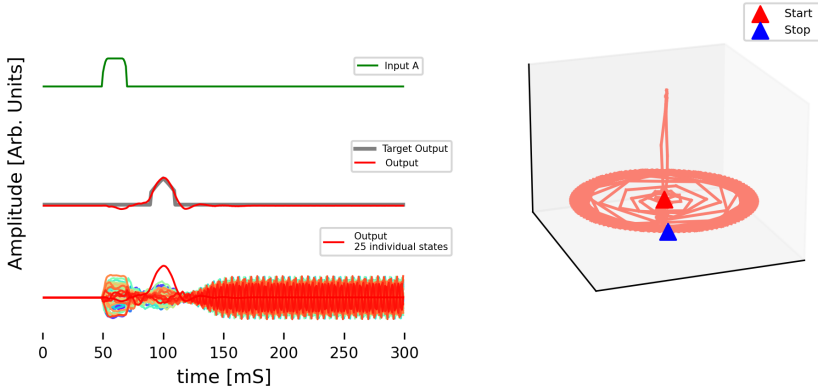 Amplitude [Arb. Units]
Input A
Target Output
Output
Output
25 individual states
0 50 100 150 200 250 300
time [mS]
Start
Stop